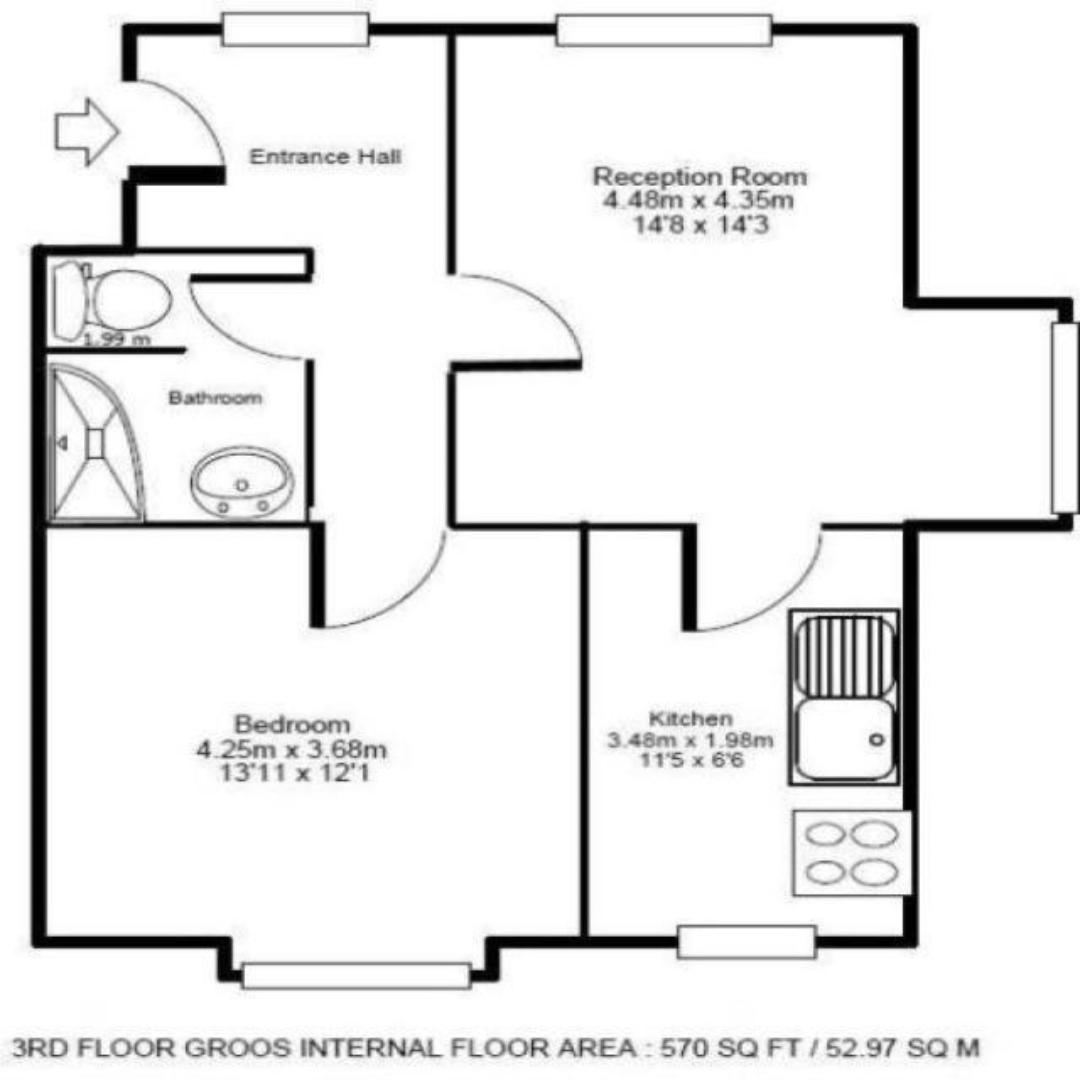 Entrance Hall
Reception Room
4.48m x 4.35m
14'8 x 14'3
1.99 m
Bathroom
Bedroom
4.25m x 3.68m
13'11 x 12'1
Kitchen
3.48m x 1.98m
11'5 x 6'6
3RD FLOOR GROOS INTERNAL FLOOR AREA : 570 SQ FT / 52.97 SQ M